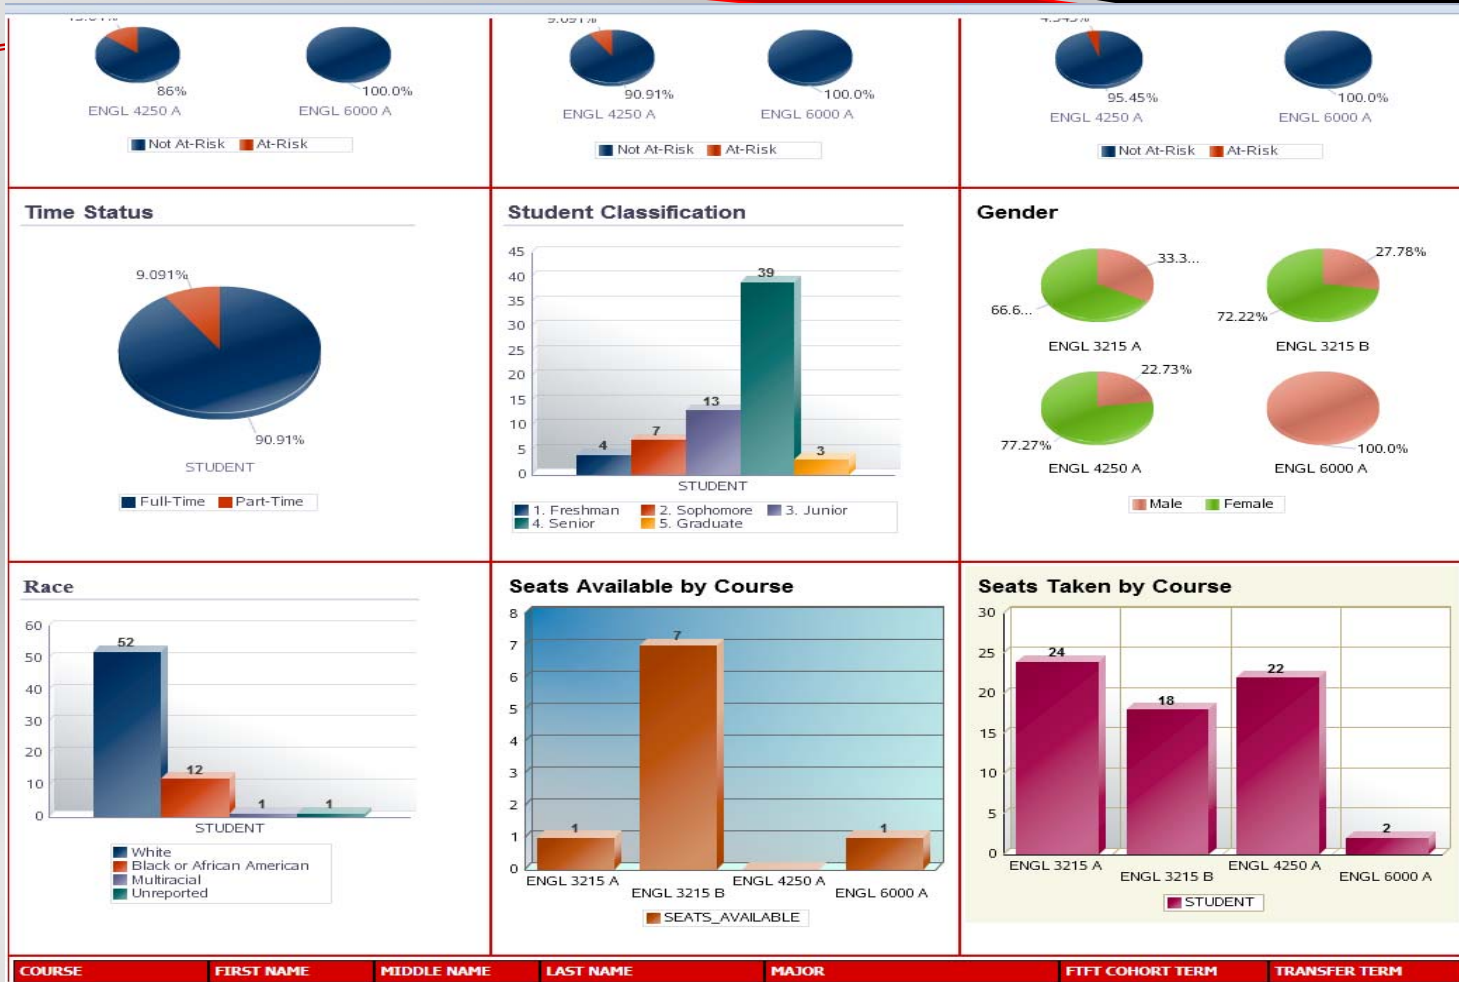 9.091%
86%
100.0%
90.91%
100.0%
95.45%
100.0%
ENGL 4250 A
ENGL 6000 A
ENGL 4250 A
ENGL 6000 A
ENGL 4250 A
ENGL 6000 A
Not At-Risk At-Risk
Not At-Risk At-Risk
Not At-Risk At-Risk
Time Status
9.091%
90.91%
STUDENT
Full-Time Part-Time
Student Classification
45
40
35
30
25
20
15
10
5
0
4
7
13
39
3
STUDENT
1. Freshman 2. Sophomore 3. Junior
4. Senior 5. Graduate
Gender
33.3...
66.6...
ENGL 3215 A
27.78%
72.22%
ENGL 3215 B
22.73%
77.27%
ENGL 4250 A
100.0%
ENGL 6000 A
Male Female
Race
60
50
40
30
20
10
0
52
12
1
1
STUDENT
White
Black or African American
Multiracial
Unreported
Seats Available by Course
8
7
6
5
4
3
2
1
0
1
7
1
ENGL 3215 A
ENGL 3215 B
ENGL 4250 A
ENGL 6000 A
SEATS_AVAILABLE
Seats Taken by Course
30
25
20
15
10
5
0
24
18
22
2
ENGL 3215 A
ENGL 3215 B
ENGL 4250 A
ENGL 6000 A
STUDENT
COURSE FIRST NAME MIDDLE NAME LAST NAME MAJOR FTFT COHORT TERM TRANSFER TERM